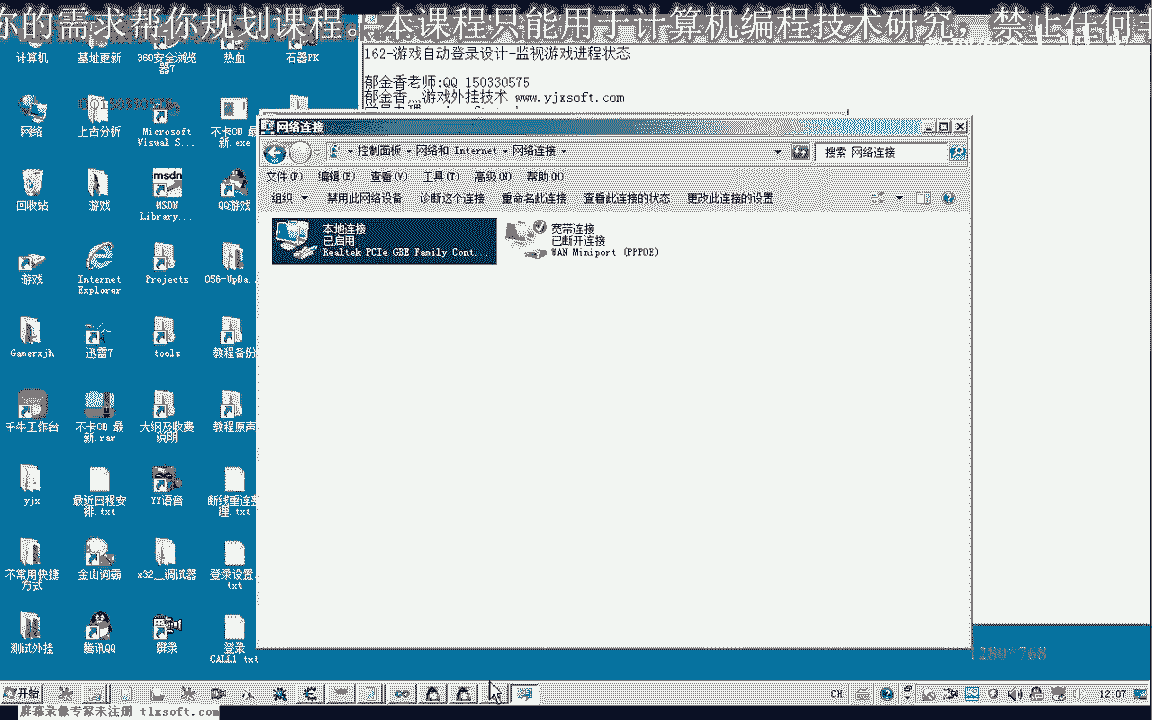 你的需求帮你规划课程。本课程只能用于计算机编程技术研究，禁止任何
162-游戏自动登录设计-监视游戏进程状态
郁金香老师:QQ 150330575
郁金香灬游戏外挂技术 www.yjxsoft.com
计算机
基址更新
360安全浏览器7
热血
石器PK
网络
上古分析
Microsoft Visual S...
不卡OD 最新.exe
回收站
游戏
MSDN Library...
QQ游戏
游戏
Internet Explorer
Projects
056-UpDa..
Gamerxjh
迅雷7
tools
教程备份
千牛工作台
不卡OD 最新.rar
大纲及收费说明
教程原声
yjx
最近回程安排.txt
YY语音
断线重连整理.txt
不常用快捷方式
金山词霸
x32__调试器
登录设置.txt
测试外挂
腾讯QQ
屏录
登录CALL1 txt
网络连接
控制面板
网络和 Internet
网络连接
搜索 网络连接
文件(F)
编辑(E)
查看(V)
工具(T)
高级(N)
帮助(H)
组织
禁用此网络设备
诊断这个连接
重命名此连接
查看此连接的状态
更改此连接的设置
本地连接
已启用
Realtek PCIe GBE Family Cont...
宽带连接
已断开连接
WAN Miniport (PPPOE)
1280*768
开始
CH
12:07
屏幕录像专家未注册 tlxsoft.com